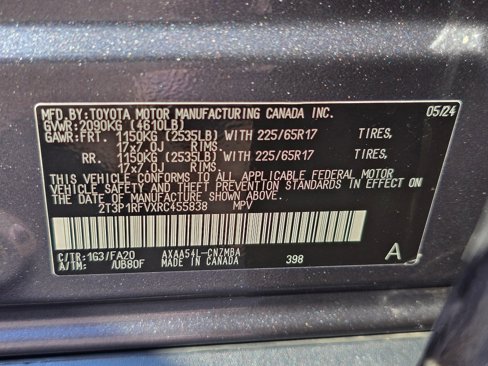 MFD.BY:TOYOTA MOTOR MANUFACTURING CANADA INC. 05/24
GVWR:2090KG (4610LB)
GAWR:FRT. 1150KG (2535LB) WITH 225/65R17 TIRES,
17x7.0J RIMS.
RR. 1150KG (2535LB) WITH 225/65R17 TIRES,
17x7.0J RIMS.
THIS VEHICLE CONFORMS TO ALL APPLICABLE FEDERAL MOTOR
VEHICLE SAFETY AND THEFT PREVENTION STANDARDS IN EFFECT ON
THE DATE OF MANUFACTURE SHOWN ABOVE.
2T3P1RFVXRC455838 MPV
C/TR:1G3/FA20 AXAA54L-CNZMBA A
A/TM: /UB80F MADE IN CANADA 398